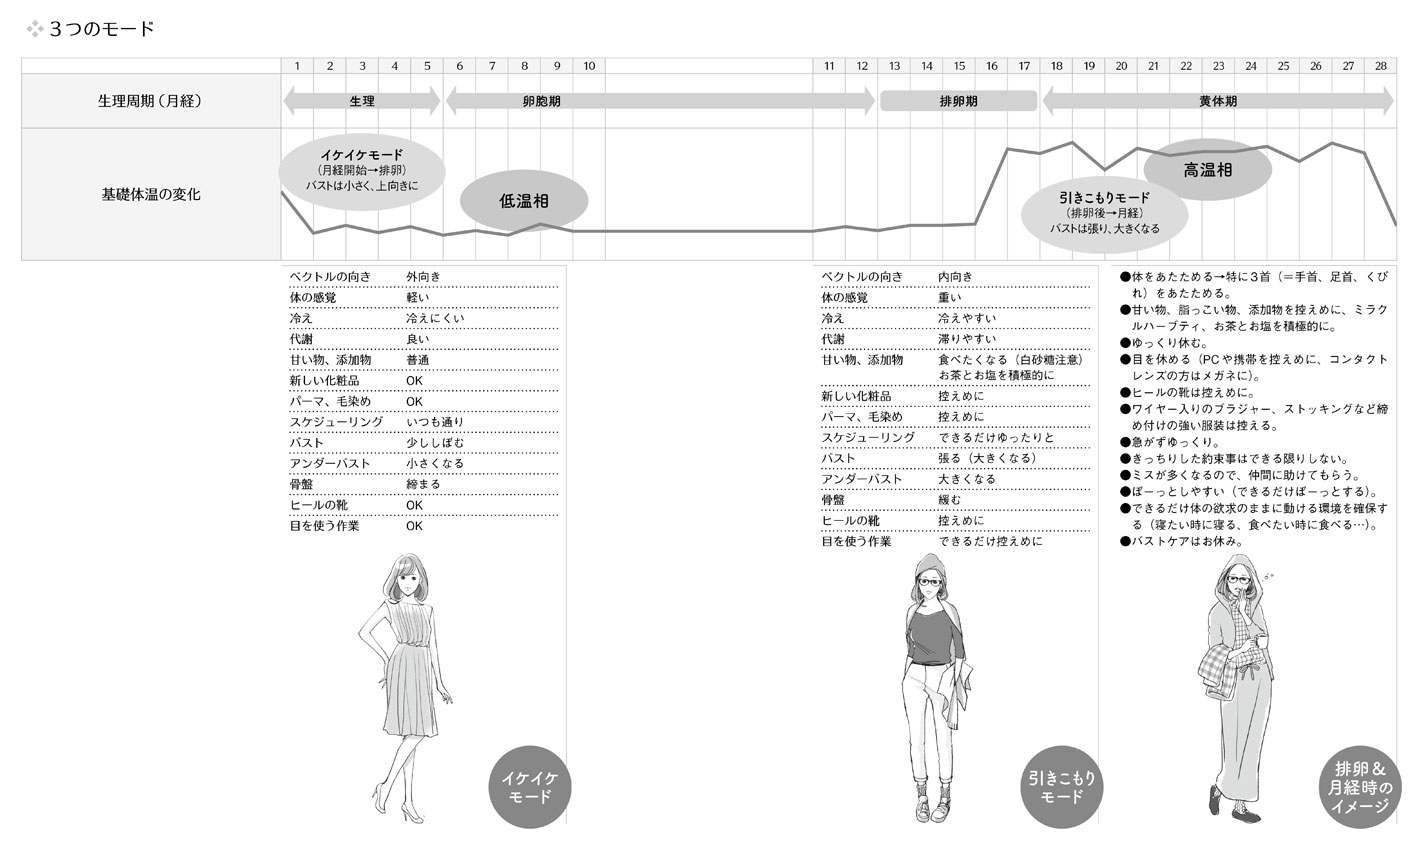 ３つのモード
1 2 3 4 5 6 7 8 9 10 11 12 13 14 15 16 17 18 19 20 21 22 23 24 25 26 27 28
生理周期（月経） 生理 卵胞期 排卵期 黄体期
基礎体温の変化
イケイケモード
（月経開始→排卵）
バストは小さく、上向きに
低温相
引きこもりモード
（排卵後→月経）
バストは張り、大きくなる
高温相
ベクトルの向き 外向き
体の感覚 軽い
冷え 冷えにくい
代謝 良い
甘い物、添加物 普通
新しい化粧品 OK
パーマ、毛染め OK
スケジューリング いつも通り
バスト 少ししぼむ
アンダーバスト 小さくなる
骨盤 締まる
ヒールの靴 OK
目を使う作業 OK
イケイケ
モード
ベクトルの向き 内向き
体の感覚 重い
冷え 冷えやすい
代謝 滞りやすい
甘い物、添加物 食べたくなる（白砂糖注意）
お茶とお塩を積極的に
新しい化粧品 控えめに
パーマ、毛染め 控えめに
スケジューリング できるだけゆったりと
バスト 張る（大きくなる）
アンダーバスト 大きくなる
骨盤 緩む
ヒールの靴 控えめに
目を使う作業 できるだけ控えめに
引きこもり
モード
●体をあたためる→特に３首（＝手首、足首、くび
れ）をあたためる。
●甘い物、脂っこい物、添加物を控えめに、ミラク
ルハーブティ、お茶とお塩を積極的に。
●ゆっくり休む。
●目を休める（PCや携帯を控えめに、コンタクト
レンズの方はメガネに）。
●ヒールの靴は控えめに。
●ワイヤー入りのブラジャー、ストッキングなど締
め付けの強い服装は控える。
●急がずゆっくり。
●きっちりした約束事はできる限りしない。
●ミスが多くなるので、仲間に助けてもらう。
●ぼーっとしやすい（できるだけぼーっとする）。
●できるだけ体の欲求のままに動ける環境を確保す
る（寝たい時に寝る、食べたい時に食べる…）。
●バストケアはお休み。
排卵＆
月経時の
イメージ